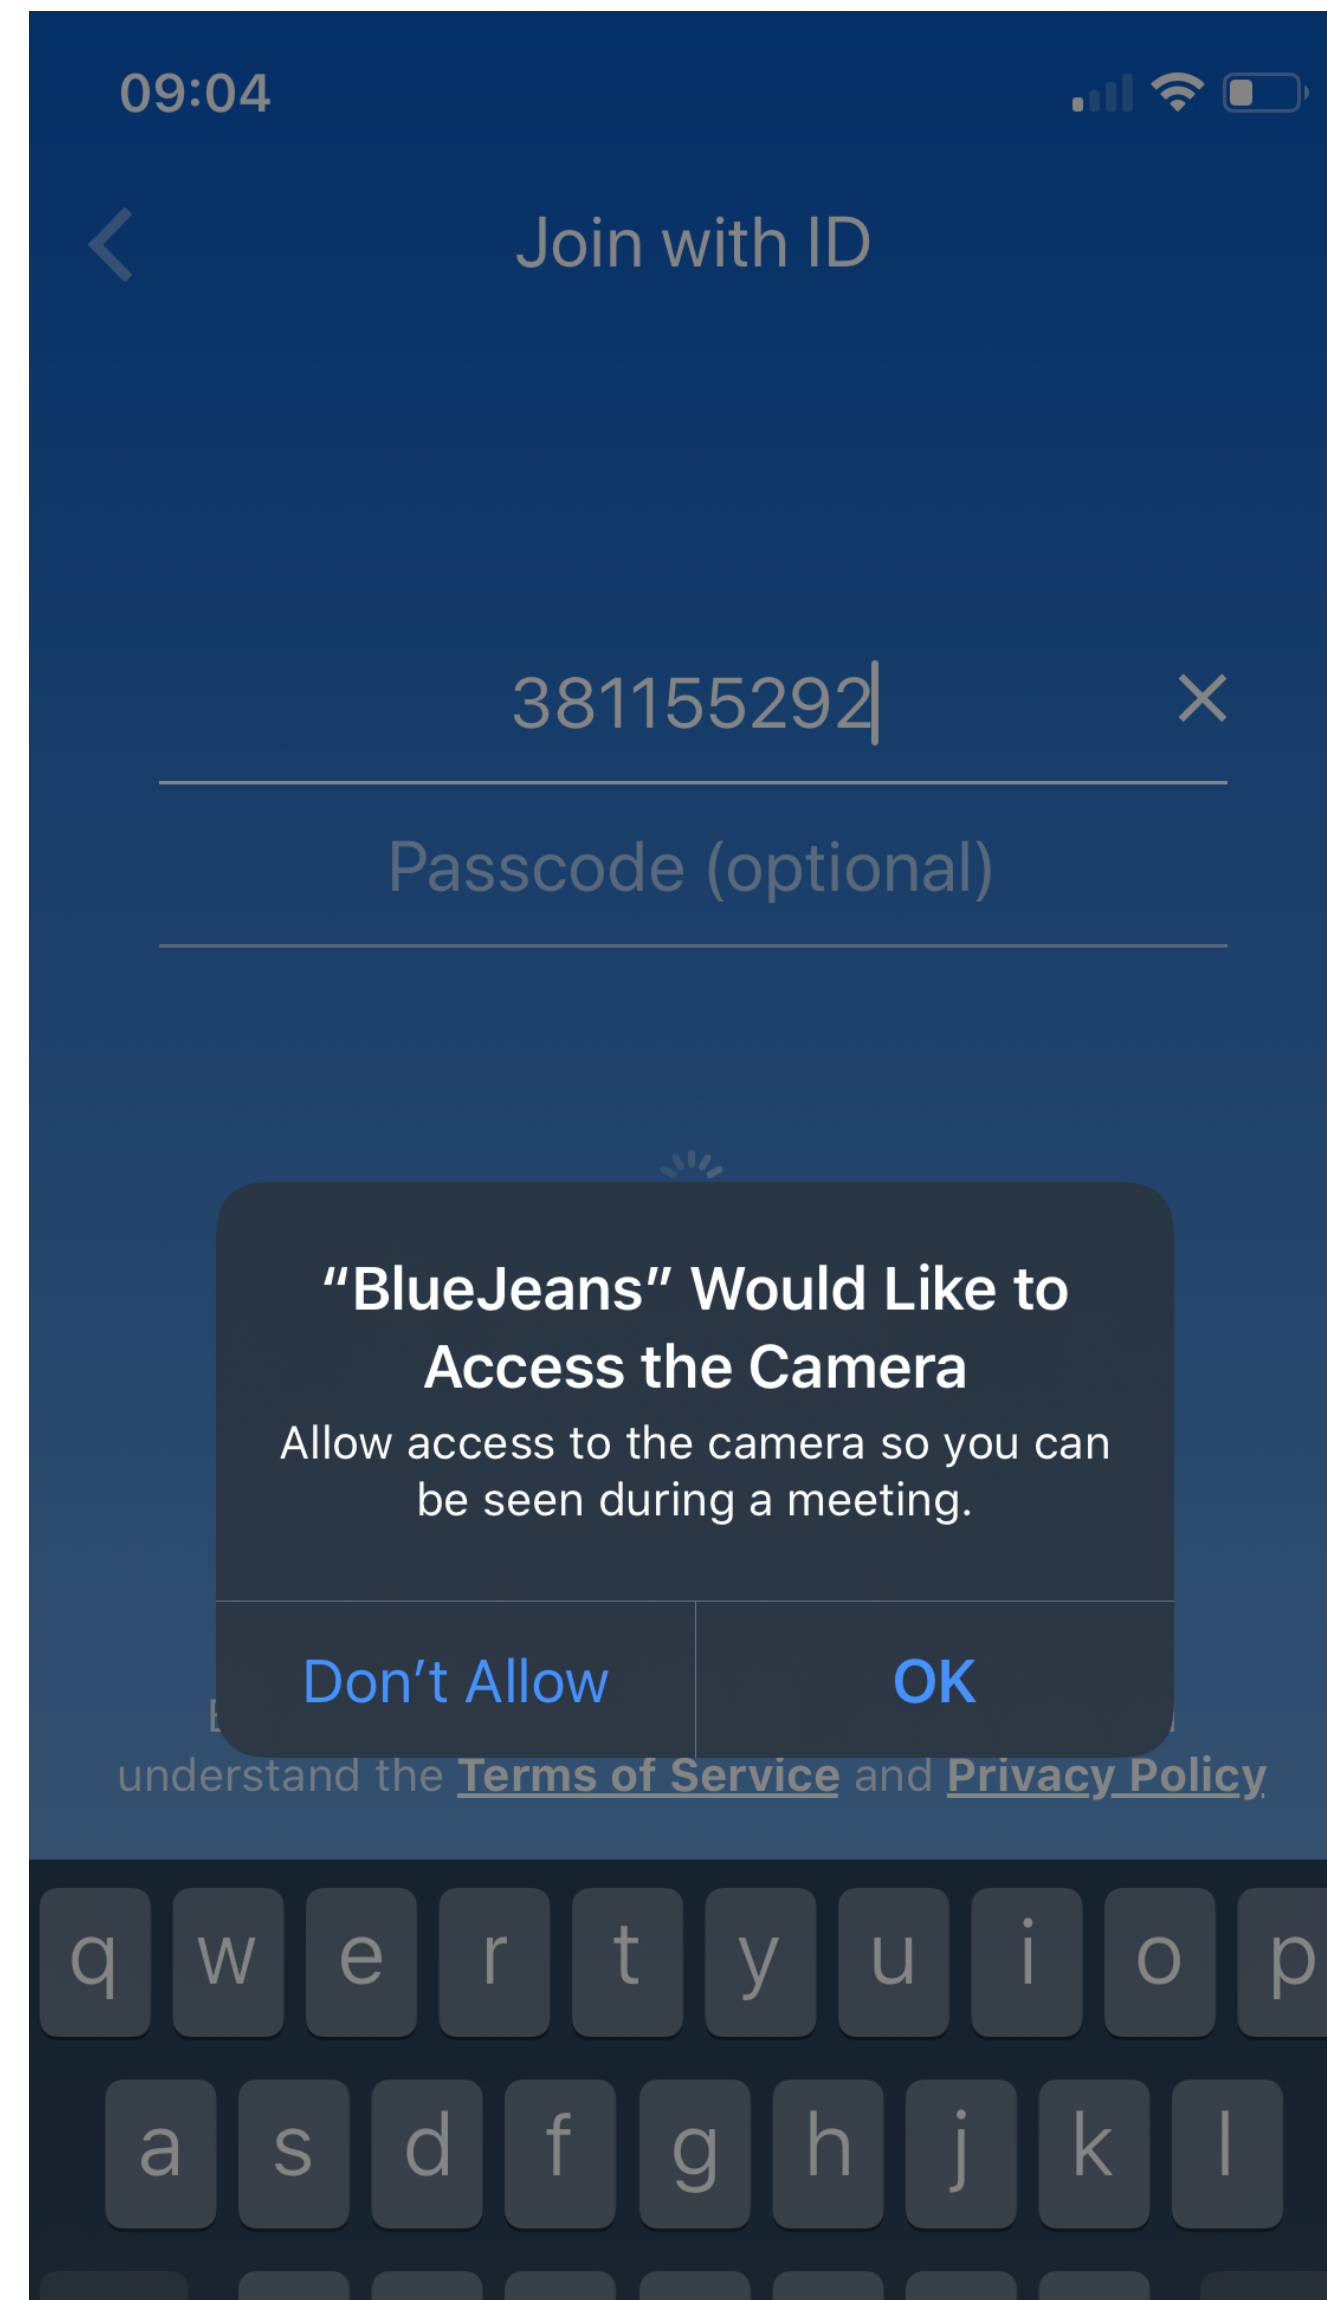 09:04
Join with ID
381155292
Passcode (optional)
“BlueJeans” Would Like to
Access the Camera
Allow access to the camera so you can
be seen during a meeting.
Don’t Allow
OK
understand the Terms of Service and Privacy Policy.
q w e r t y u i o p
a s d f g h j k l